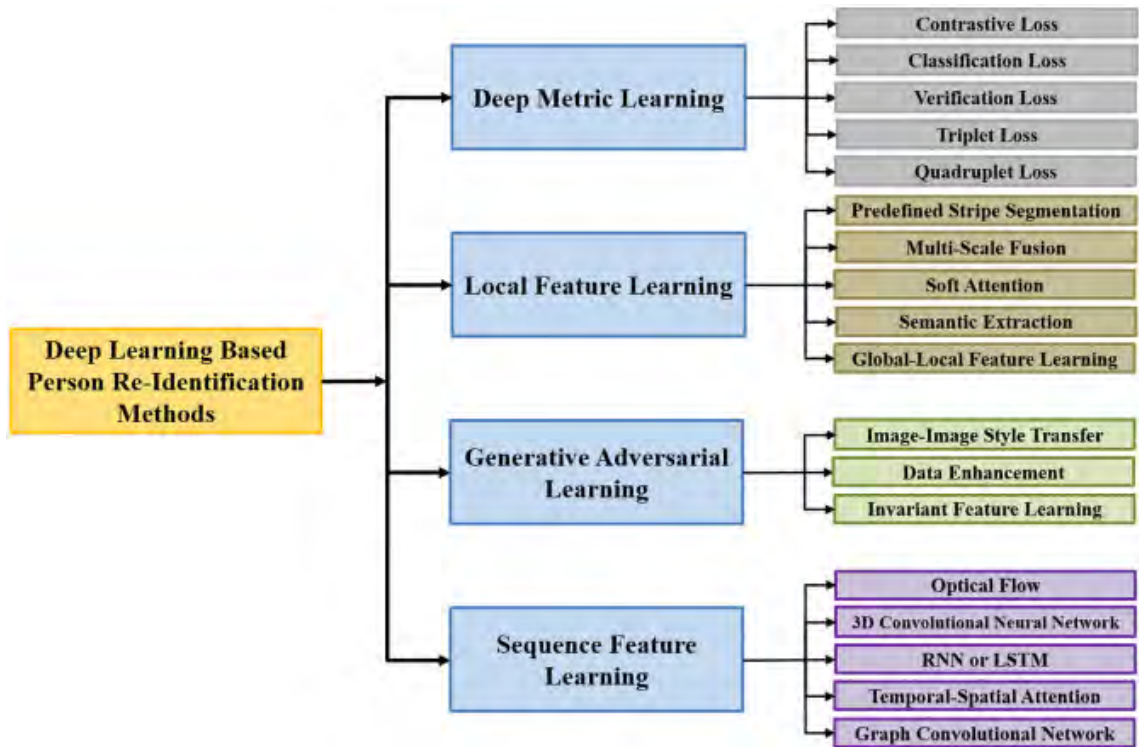 Deep Learning Based
Person Re-Identification
Methods
Deep Metric Learning
Contrastive Loss
Classification Loss
Verification Loss
Triplet Loss
Quadruplet Loss
Local Feature Learning
Predefined Stripe Segmentation
Multi-Scale Fusion
Soft Attention
Semantic Extraction
Global-Local Feature Learning
Generative Adversarial
Learning
Image-Image Style Transfer
Data Enhancement
Invariant Feature Learning
Sequence Feature
Learning
Optical Flow
3D Convolutional Neural Network
RNN or LSTM
Temporal-Spatial Attention
Graph Convolutional Network